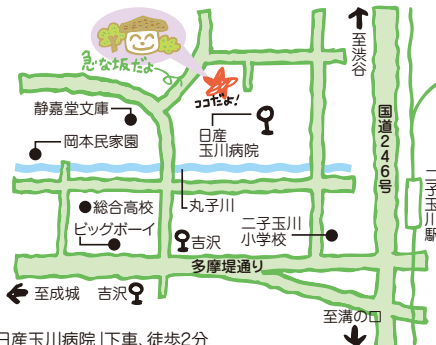 急な坂だよ
ココだよ!
至渋谷
静嘉堂文庫
岡本民家園
日産
玉川病院
国道246号
二子玉川駅
丸子川
総合高校
ビッグボーイ
吉沢
二子玉川
小学校
多摩堤通り
至成城
吉沢
至溝の口
日産玉川病院」下車、徒歩2分